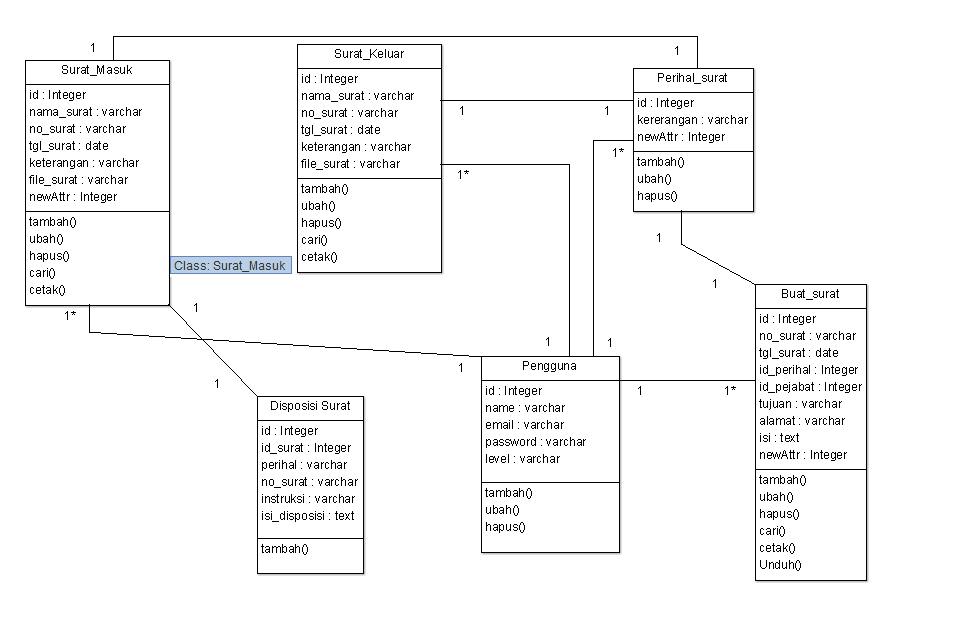 1
1
Surat_Masuk
id : Integer
nama_surat : varchar
no_surat : varchar
tgl_surat : date
keterangan : varchar
file_surat : varchar
newAttr : Integer
tambah()
ubah()
hapus()
cari()
cetak()
Class: Surat_Masuk
Surat_Keluar
id : Integer
nama_surat : varchar
no_surat : varchar
tgl_surat : date
keterangan : varchar
file_surat : varchar
tambah()
ubah()
hapus()
cari()
cetak()
1
1
1*
1*
Perihal_surat
id : Integer
kererangan : varchar
newAttr : Integer
tambah()
ubah()
hapus()
1
1
1*
1
1
1
1
1
1
Disposisi Surat
id : Integer
id_surat : Integer
perihal : varchar
no_surat : varchar
instruksi : varchar
isi_disposisi : text
tambah()
Pengguna
id : Integer
name : varchar
email : varchar
password : varchar
level : varchar
tambah()
ubah()
hapus()
1
1*
Buat_surat
id : Integer
no_surat : varchar
tgl_surat : date
id_perihal : Integer
id_pejabat : Integer
tujuan : varchar
alamat : varchar
isi : text
newAttr : Integer
tambah()
ubah()
hapus()
cari()
cetak()
Unduh()